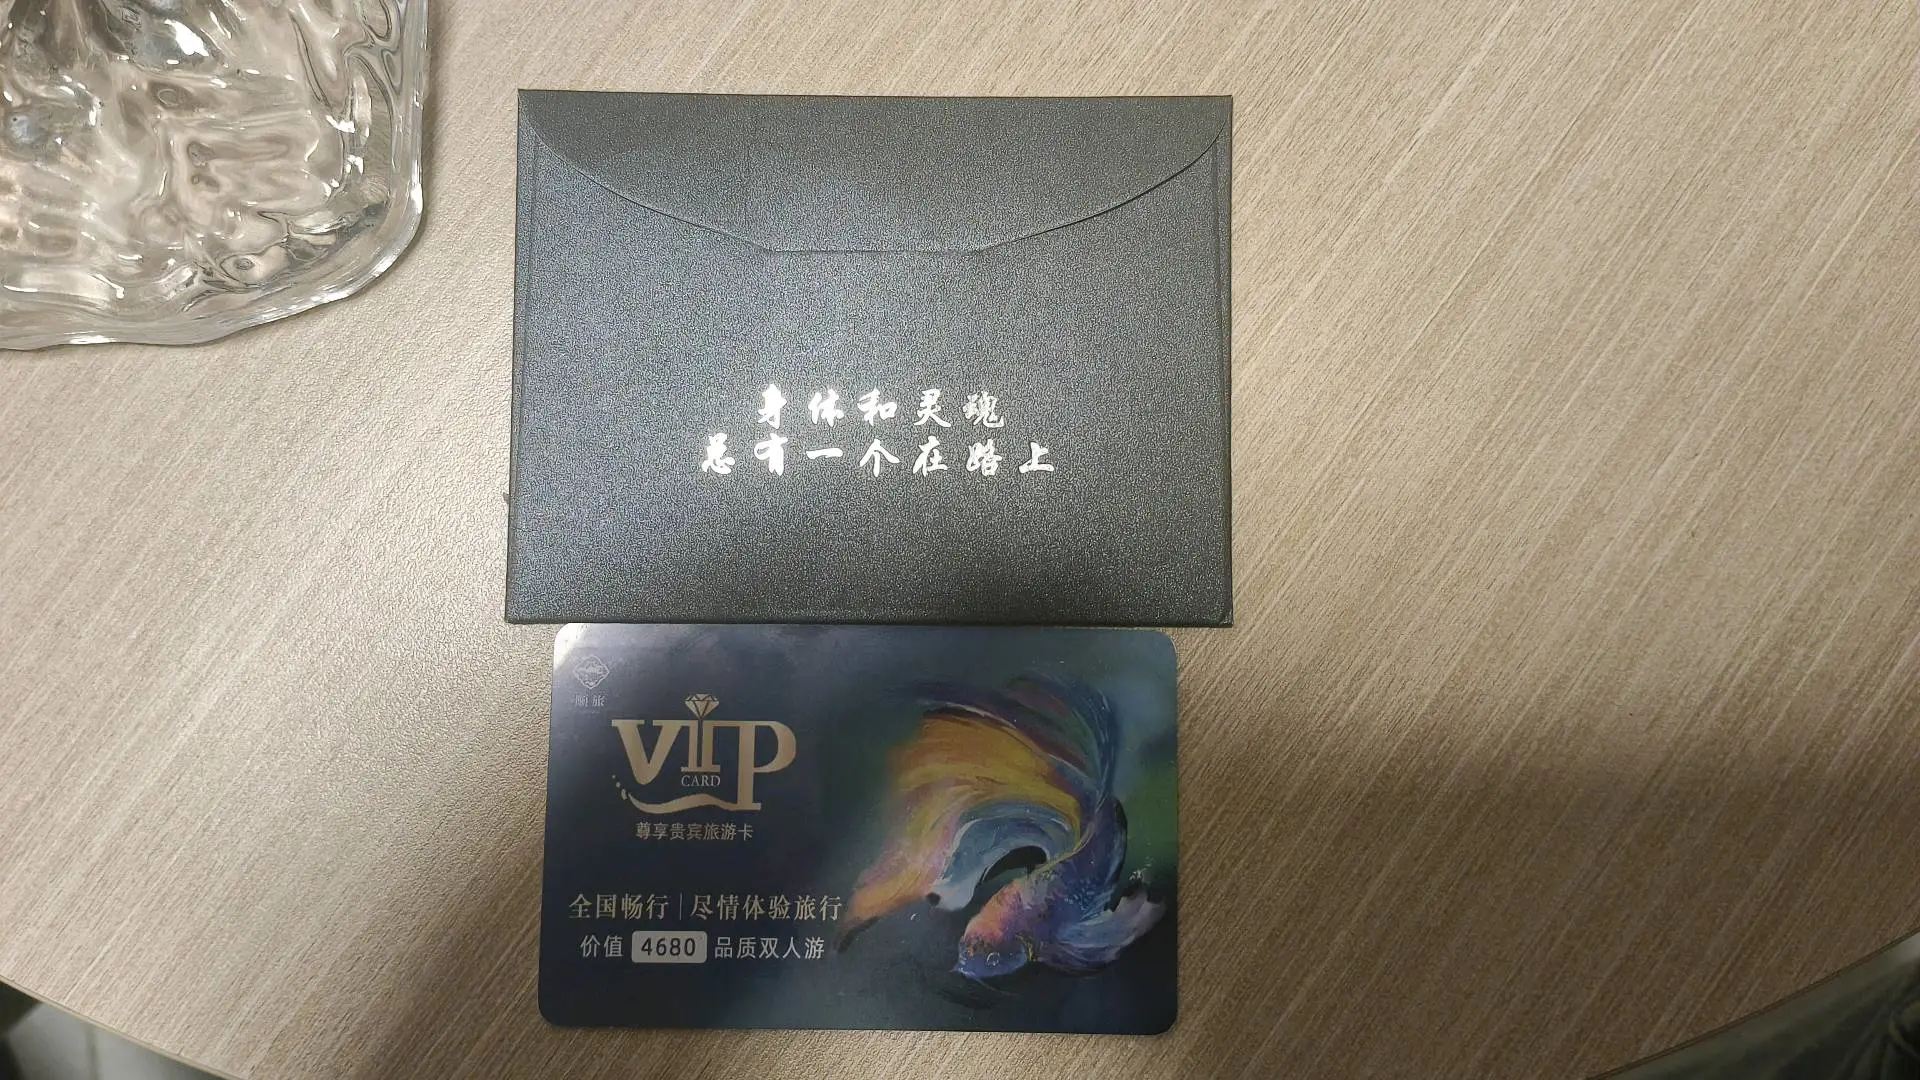 身体和灵魂
总有一个在路上
VIP
CARD
尊享贵宾旅游卡
全国畅行|尽情体验旅行
价值 4680 品质双人游